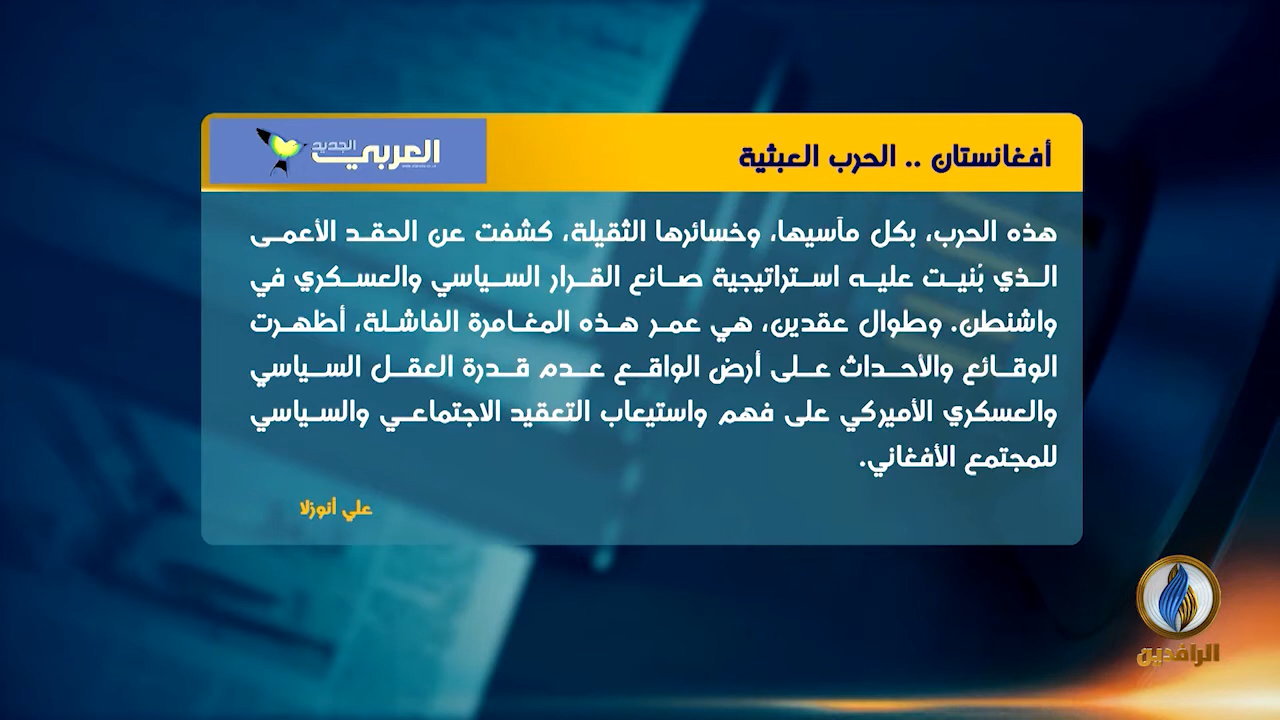 أفغانستان .. الحرب العبثية
العربي الجديد
هذه الحرب، بكل مآسيها، وخسائرها الثقيلة، كشفت عن الحقد الأعمى
الذي بُنيت عليه استراتيجية صانع القرار السياسي والعسكري في
واشنطن. وطوال عقدين، هي عمر هذه المغامرة الفاشلة، أظهرت
الوقائع والأحداث على أرض الواقع عدم قدرة العقل السياسي
والعسكري الأميركي على فهم واستيعاب التعقيد الاجتماعي والسياسي
للمجتمع الأفغاني.
علي أنوزلا
الرافدين